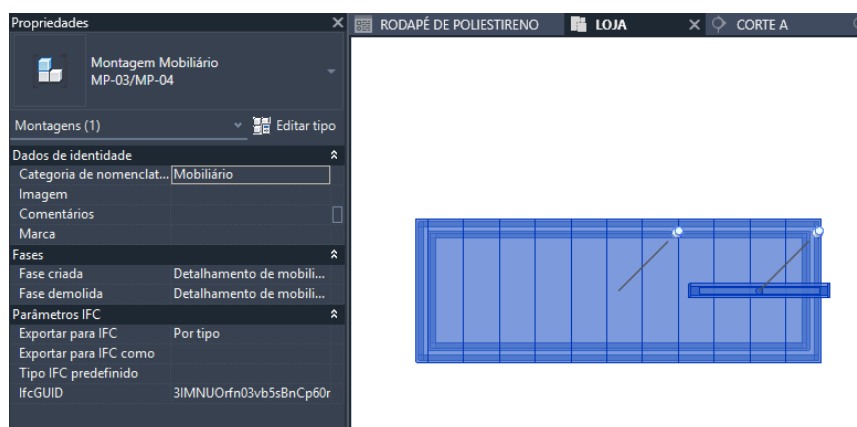 Propriedades
RODAPÉ DE POLIESTIRENO
LOJA
CORTE A
Montagem Mobiliário
MP-03/MP-04
Montagens (1)
Editar tipo
Dados de identidade
Categoria de nomenclat... Mobiliário
Imagem
Comentários
Marca
Fases
Fase criada Detalhamento de mobili...
Fase demolida Detalhamento de mobili...
Parâmetros IFC
Exportar para IFC Por tipo
Exportar para IFC como
Tipo IFC predefinido
IfcGUID 3IMNUOrfn03vb5sBnCp60r